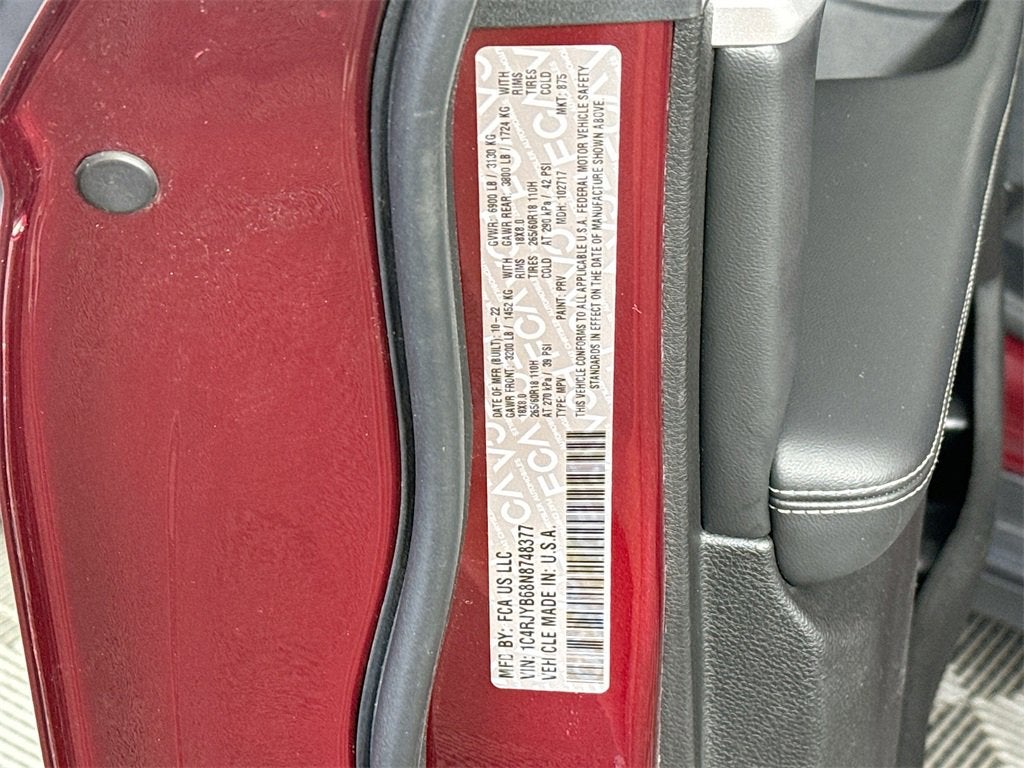 MFD BY: FCA US LLC
DATE OF MFR (BUILT): 10-22 GVWR: 6900 LB / 3130 KG
VIN: 1C4RJYB68N8748377
GAWR FRONT: 3200 LB / 1452 KG WITH GAWR REAR: 3800 LB / 1724 KG WITH
18X8.0 RIMS 18X8.0 RIMS
265/60R18 110H TIRES 265/60R18 110H TIRES
AT 270 kPa / 39 PSI COLD AT 290 kPa / 42 PSI COLD
VEHICLE MADE IN: U.S.A.
TYPE: MPV PAINT: PRV MDH: 102717 MKT: 875
THIS VEHICLE CONFORMS TO ALL APPLICABLE U.S.A. FEDERAL MOTOR VEHICLE SAFETY
STANDARDS IN EFFECT ON THE DATE OF MANUFACTURE SHOWN ABOVE.